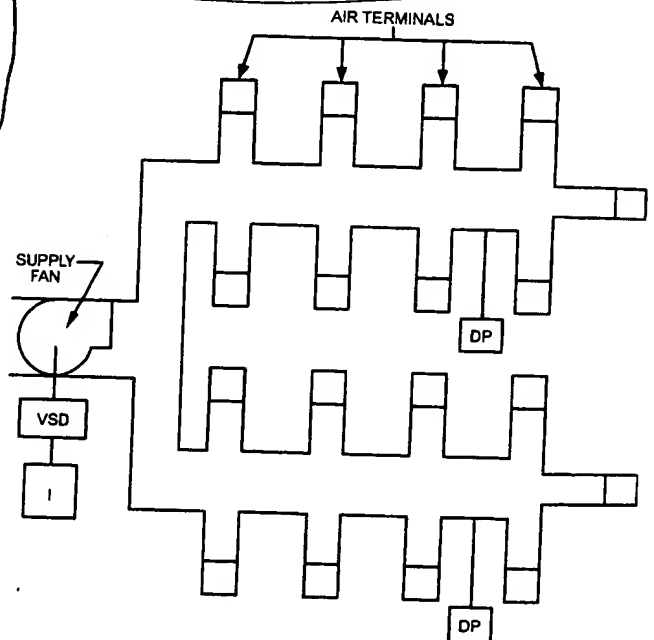 AIR TERMINALS
SUPPLY
FAN
DP
VSD
I
DP